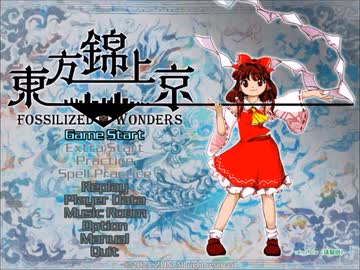 東方錦上京
FOSSILIZED WONDERS
Game Start
Extra Start
Practice
Spell Practice
Replay
Player Data
Music Room
Option
Manual
Quit